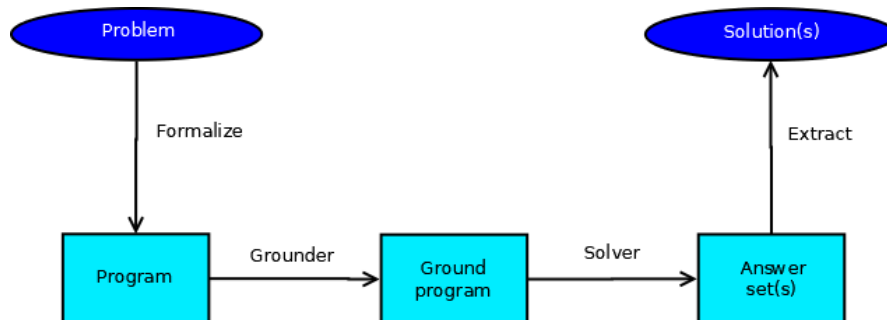 Problem
Solution(s)
Formalize
Extract
Program
Grounder
Ground
program
Solver
Answer
set(s)